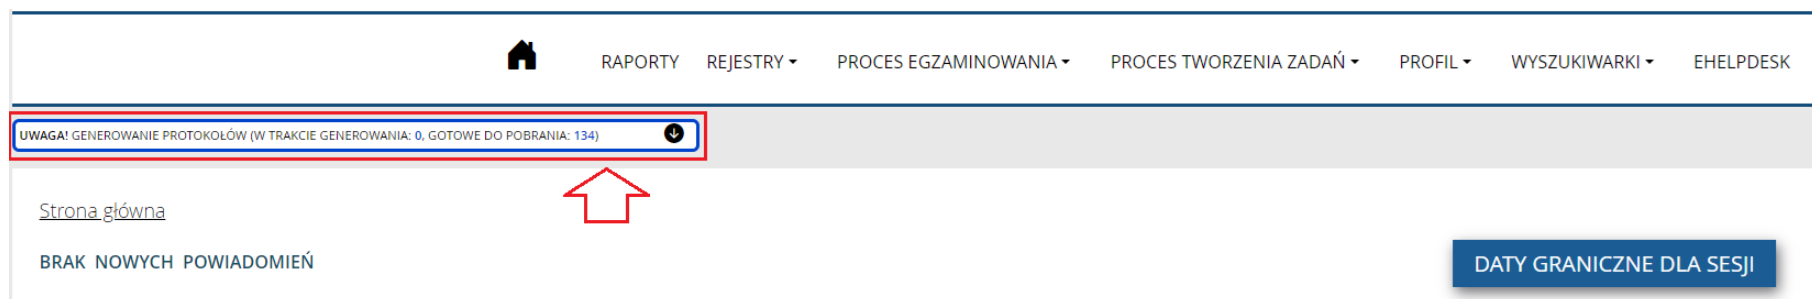 RAPORTY REJESTRY PROCES EGZAMINOWANIA PROCES TWORZENIA ZADAŃ PROFIL WYSZUKIWARKI EHELPDESK
UWAGA! GENEROWANIE PROTOKOŁÓW (W TRAKCIE GENEROWANIA: 0, GOTOWE DO POBRANIA: 134)
Strona główna
BRAK NOWYCH POWIADOMIEŃ
DATY GRANICZNE DLA SESJI